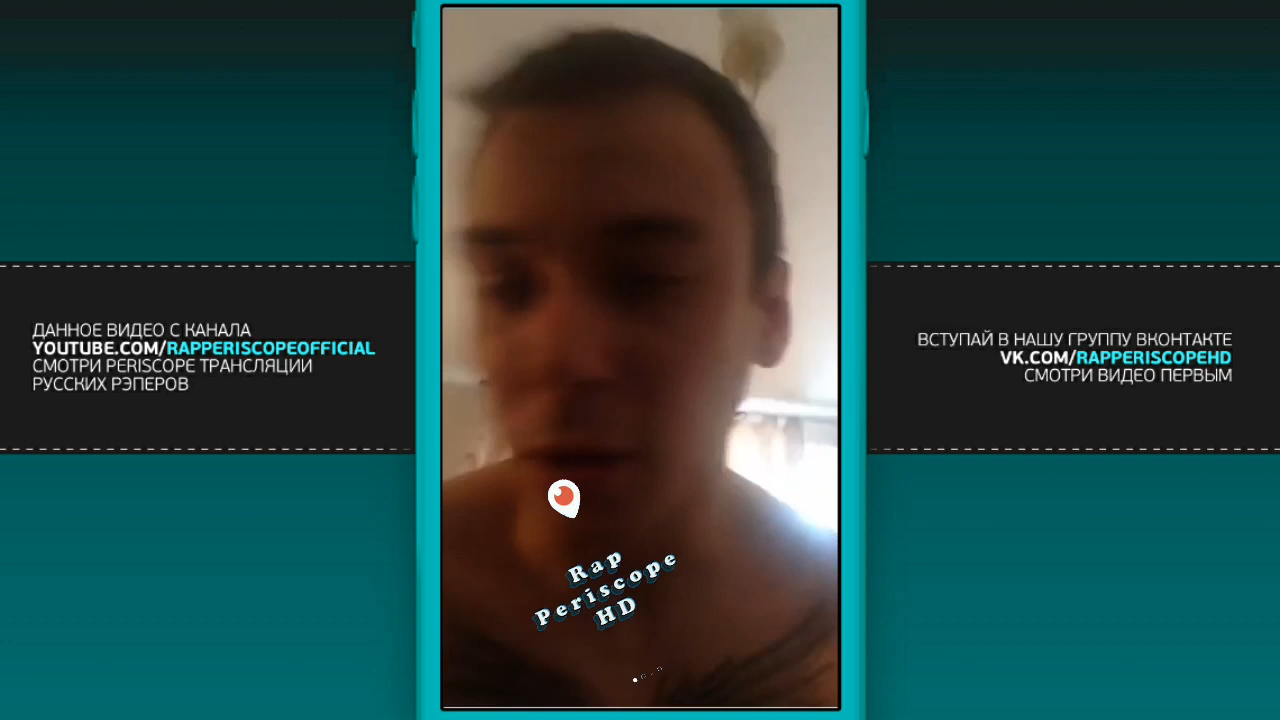 ДАННОЕ ВИДЕО С КАНАЛА
YOUTUBE.COM/RAPPERISCOPEOFFICIAL
СМОТРИ PERISCOPE ТРАНСЛЯЦИИ
РУССКИХ РЭПЕРОВ
Rap
Periscope
HD
ВСТУПАЙ В НАШУ ГРУППУ ВКОНТАКТЕ
VK.COM/RAPPERISCOPEHD
СМОТРИ ВИДЕО ПЕРВЫМ